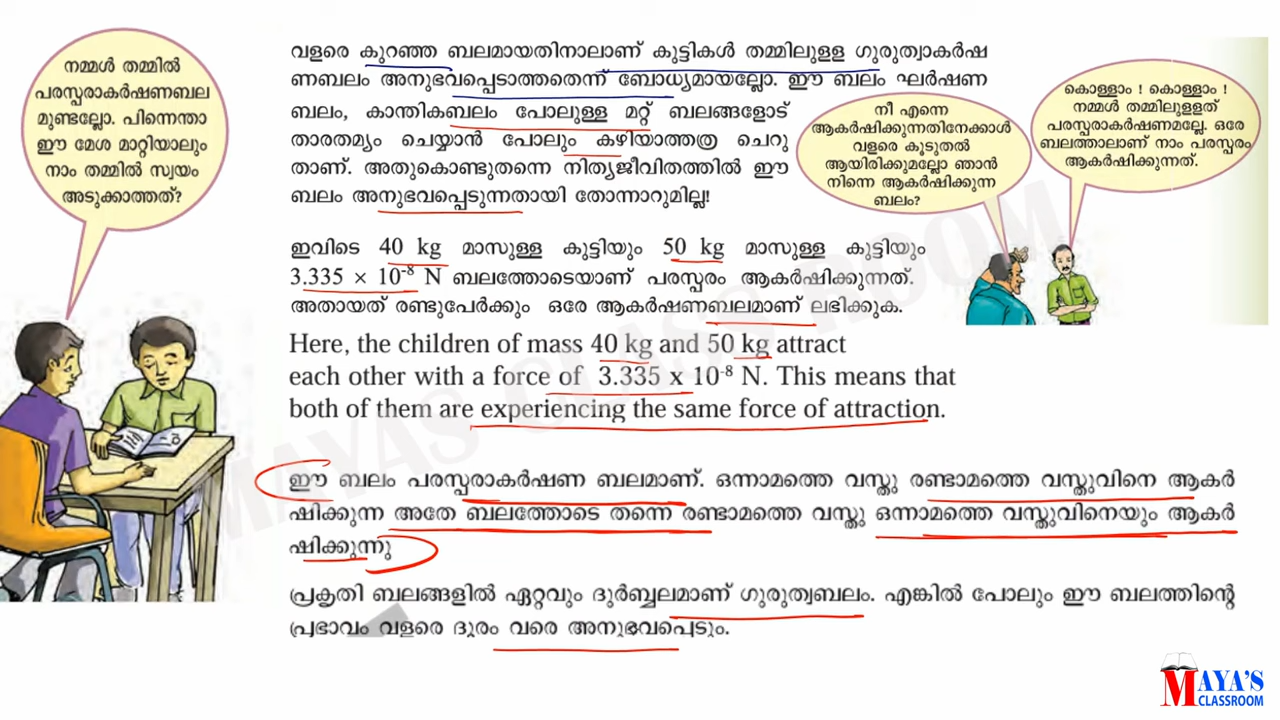 നമ്മൾ തമ്മിൽ
പരസ്പരാകർഷണബല
മുണ്ടല്ലോ. പിന്നെന്താ
ഈ മേശ മാറ്റിയാലും
നാം തമ്മിൽ സ്വയം
അടുക്കാത്തത്?
വളരെ കുറഞ്ഞ ബലമായതിനാലാണ് കുട്ടികൾ തമ്മിലുളള ഗുരുത്വാകർഷ
ണബലം അനുഭവപ്പെടാത്തതെന്ന് ബോധ്യമായല്ലോ. ഈ ബലം ഘർഷണ
ബലം, കാന്തികബലം പോലുള്ള മറ്റ് ബലങ്ങളോട്
താരതമ്യം ചെയ്യാൻ പോലും കഴിയാത്തത്ര ചെറു
താണ്. അതുകൊണ്ടുതന്നെ നിത്യജീവിതത്തിൽ ഈ
ബലം അനുഭവപ്പെടുന്നതായി തോന്നാറുമില്ല!
നീ എന്നെ
ആകർഷിക്കുന്നതിനേക്കാൾ
വളരെ കൂടുതൽ
ആയിരിക്കുമല്ലോ ഞാൻ
നിന്നെ ആകർഷിക്കുന്ന
ബലം?
കൊള്ളാം ! കൊള്ളാം !
നമ്മൾ തമ്മിലുളളത്
പരസ്പരാകർഷണമല്ലേ. ഒരേ
ബലത്താലാണ് നാം പരസ്പരം
ആകർഷിക്കുന്നത്.
ഇവിടെ 40 kg മാസുള്ള കുട്ടിയും 50 kg മാസുള്ള കുട്ടിയും
3.335 × 10⁻⁸ N ബലത്തോടെയാണ് പരസ്പരം ആകർഷിക്കുന്നത്.
അതായത് രണ്ടുപേർക്കും ഒരേ ആകർഷണബലമാണ് ലഭിക്കുക.
Here, the children of mass 40 kg and 50 kg attract
each other with a force of 3.335 x 10⁻⁸ N. This means that
both of them are experiencing the same force of attraction.
ഈ ബലം പരസ്പരാകർഷണ ബലമാണ്. ഒന്നാമത്തെ വസ്തു രണ്ടാമത്തെ വസ്തുവിനെ ആകർ
ഷിക്കുന്ന അതേ ബലത്തോടെ തന്നെ രണ്ടാമത്തെ വസ്തു ഒന്നാമത്തെ വസ്തുവിനെയും ആകർ
ഷിക്കുന്നു
പ്രകൃതി ബലങ്ങളിൽ ഏറ്റവും ദുർബ്ബലമാണ് ഗുരുത്വബലം. എങ്കിൽ പോലും ഈ ബലത്തിന്റെ
പ്രഭാവം വളരെ ദൂരം വരെ അനുഭവപ്പെടും.
MAYAS CLASS ROOM
MAYA'S
CLASSROOM